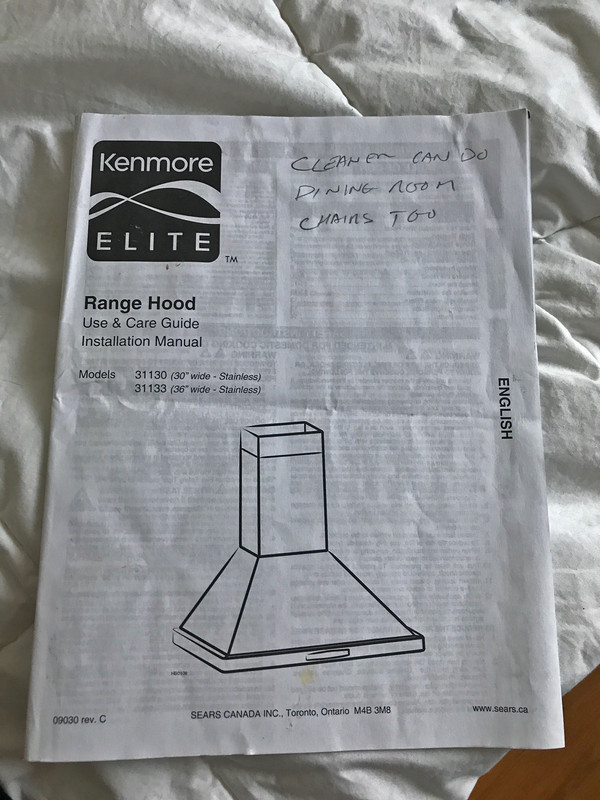 Kenmore
ELITE
TM
CLEANER CAN DO
DINING ROOM
CHAIRS TOO
Range Hood
Use & Care Guide
Installation Manual
Models 31130 (30" wide - Stainless)
31133 (36" wide - Stainless)
ENGLISH
09030 rev. C
SEARS CANADA INC., Toronto, Ontario M4B 3M8
www.sears.ca